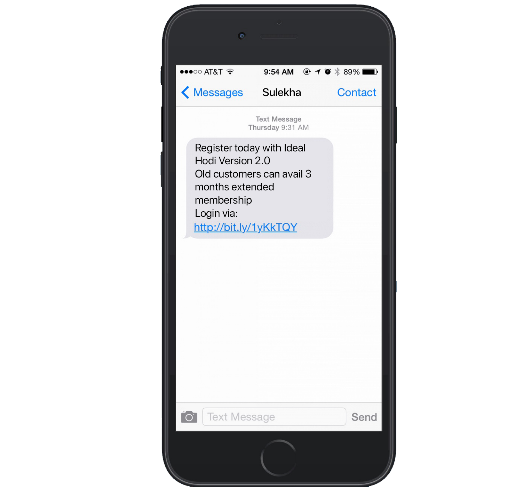 AT&T 9:54 AM 89%
Messages Sulekha Contact
Text Message
Thursday 9:31 AM
Register today with Ideal
Hodi Version 2.0
Old customers can avail 3
months extended
membership
Login via:
http://bit.ly/1yKkTQY
Text Message Send